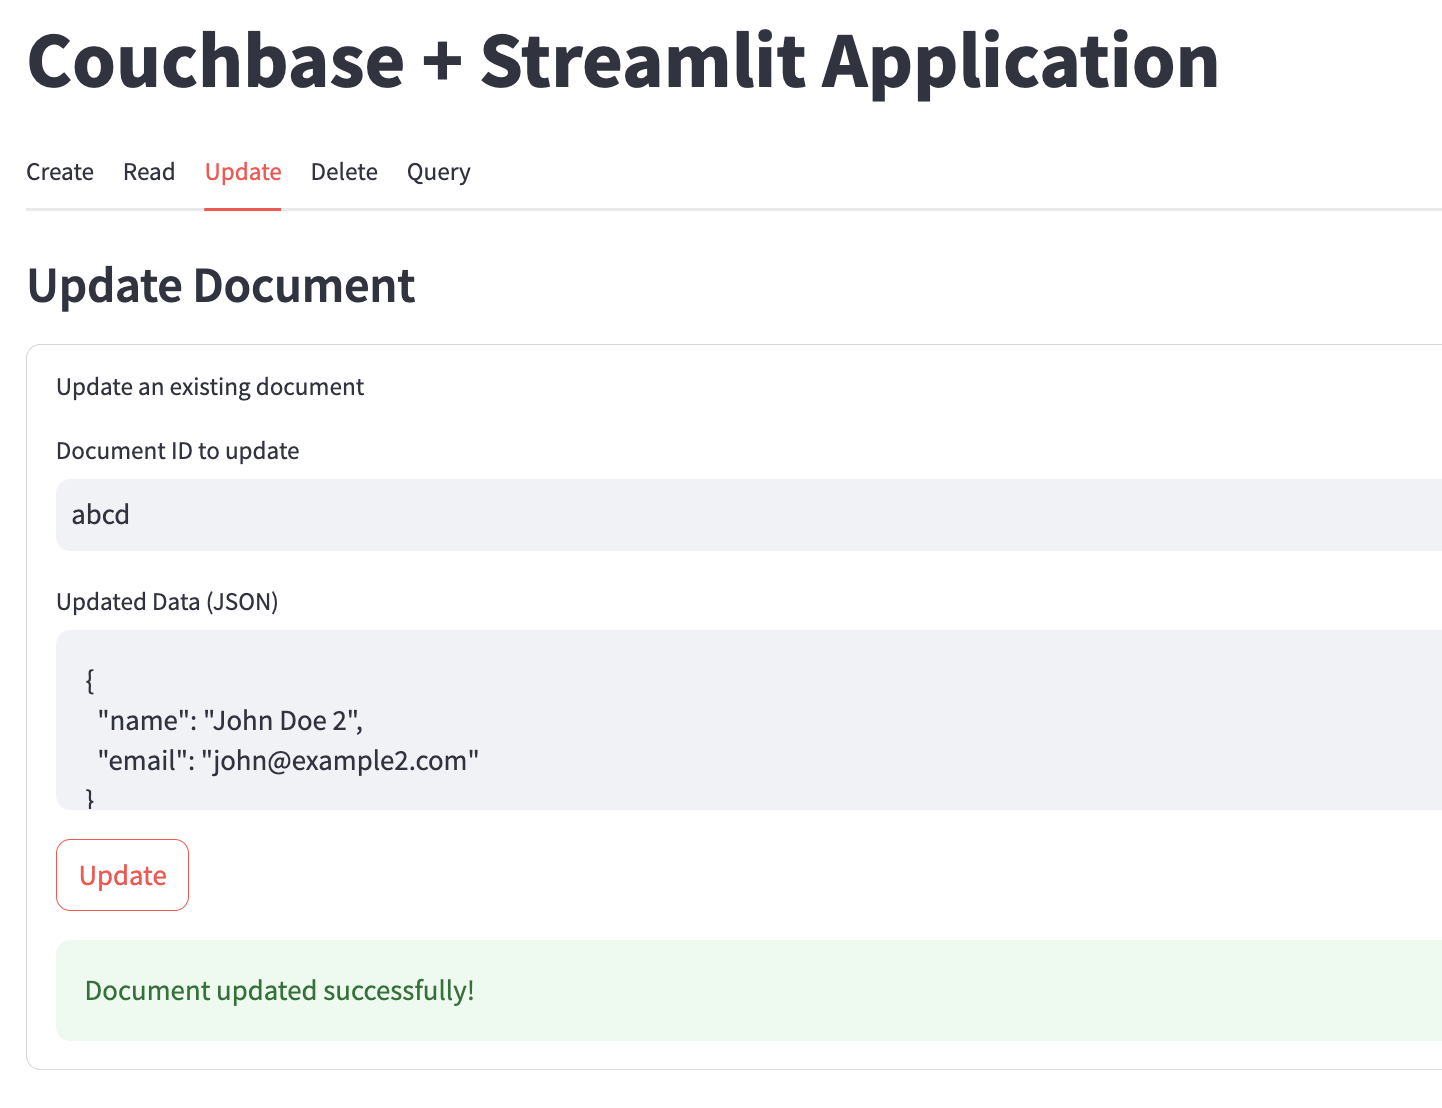 Couchbase + Streamlit Application
Create Read Update Delete Query
Update Document
Update an existing document
Document ID to update
abcd
Updated Data (JSON)
{
"name": "John Doe 2",
"email": "john@example2.com"
}
Update
Document updated successfully!